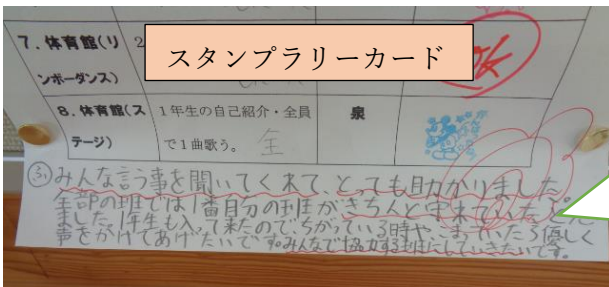 スタンプラリーカード
7.体育館(リ 2
ンボーダンス)
8.体育館(ス 1年生の自己紹介・全員 泉
テージ) で1曲歌う。 全
ふ みんな言う事を聞いてくれて、とっても助かりました
全部の班では1番自分の班がきちんと出来ていたと
ました。1年生も入って来たのでちがっている時や、こまっていたら優しく
声をかけてあげたいです。みんなで協力する班にしていきたいです。